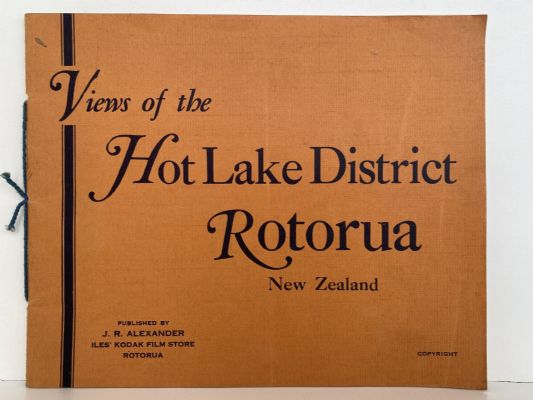 Views of the
Hot Lake District
Rotorua
New Zealand
PUBLISHED BY
J. R. ALEXANDER
ILES' KODAK FILM STORE
ROTORUA
COPYRIGHT